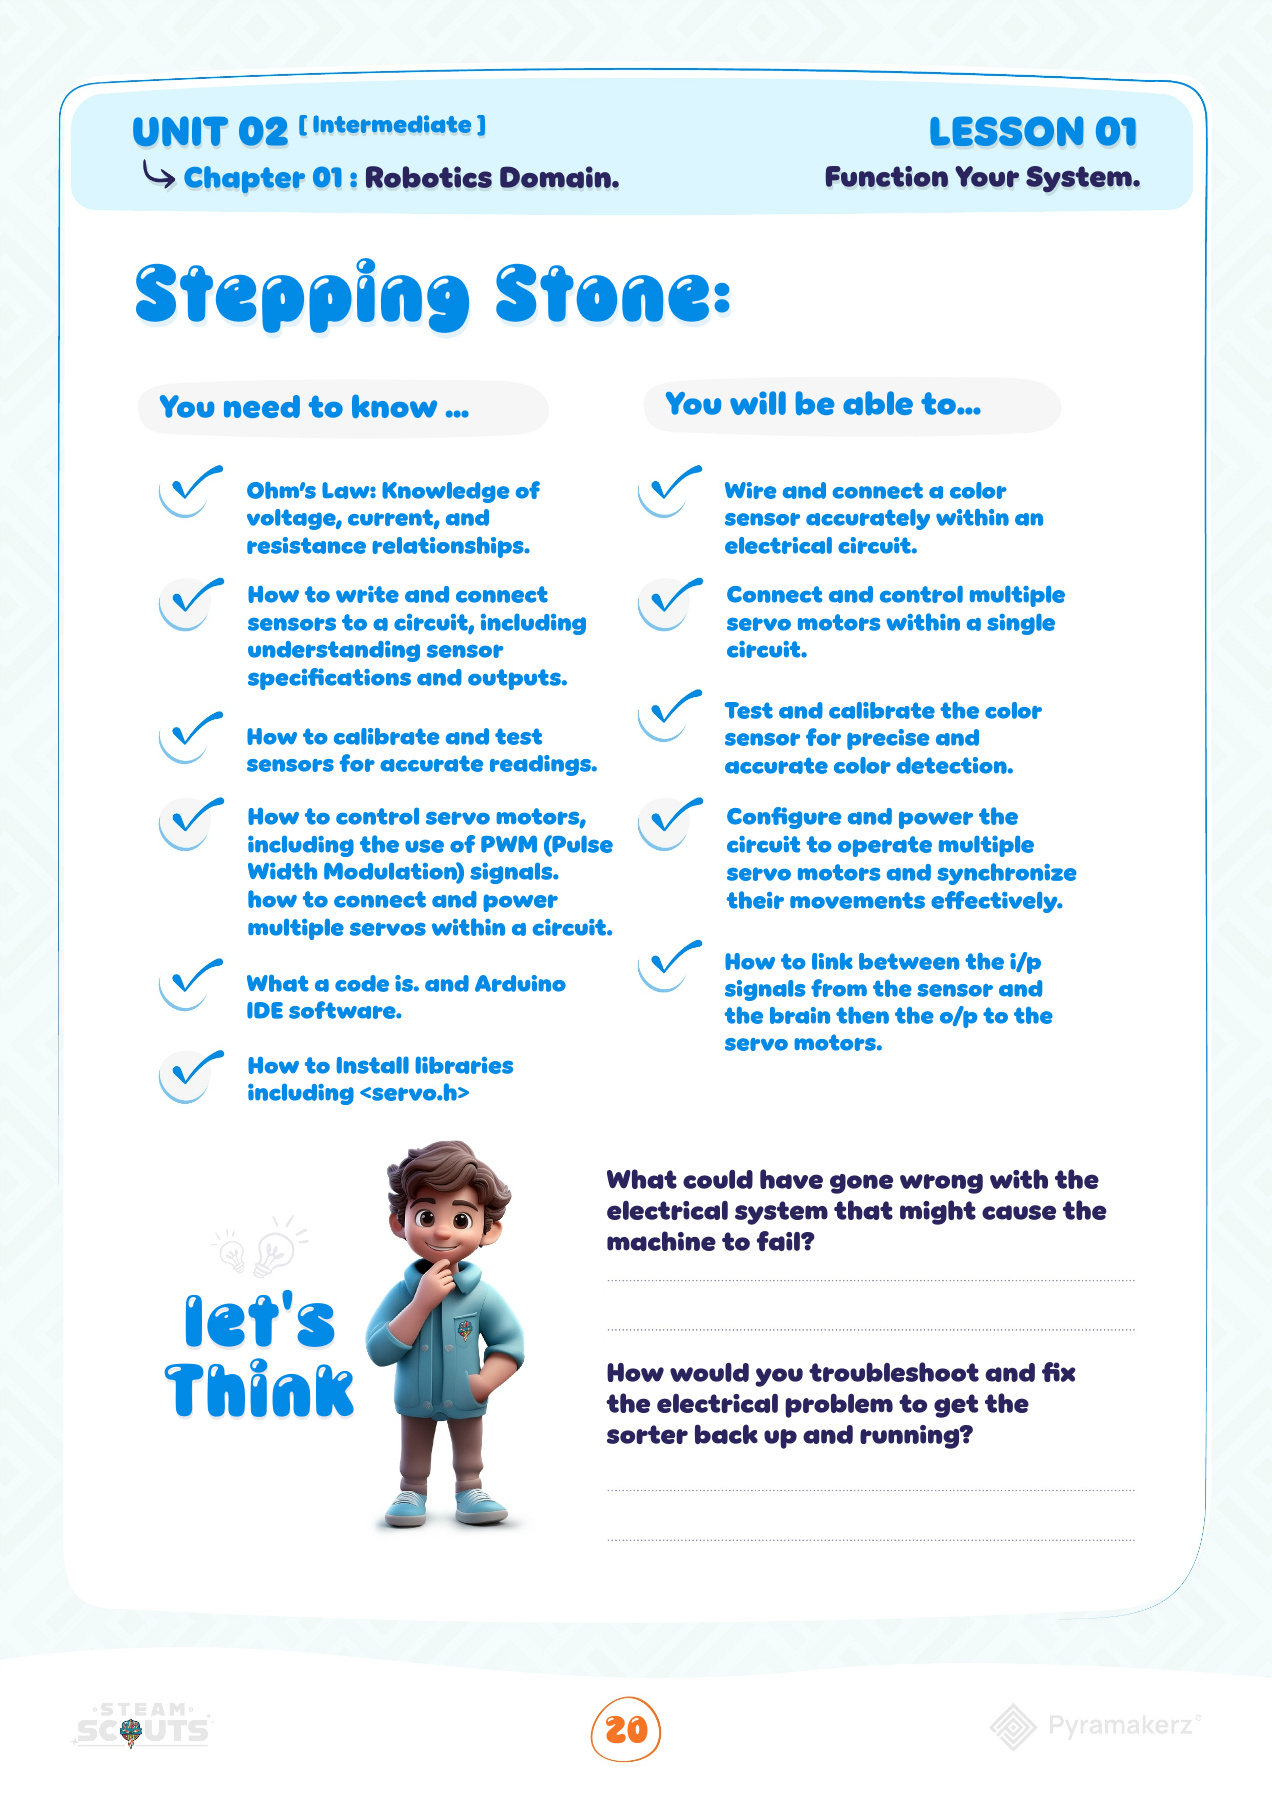 UNIT 02 [ Intermediate ]
Chapter 01 : Robotics Domain.
LESSON 01
Function Your System.
Stepping Stone:
You need to know ...
Ohm's Law: Knowledge of
voltage, current, and
resistance relationships.
How to write and connect
sensors to a circuit, including
understanding sensor
specifications and outputs.
How to calibrate and test
sensors for accurate readings.
How to control servo motors,
including the use of PWM (Pulse
Width Modulation) signals.
how to connect and power
multiple servos within a circuit.
What a code is. and Arduino
IDE software.
How to Install libraries
including <servo.h>
You will be able to...
Wire and connect a color
sensor accurately within an
electrical circuit.
Connect and control multiple
servo motors within a single
circuit.
Test and calibrate the color
sensor for precise and
accurate color detection.
Configure and power the
circuit to operate multiple
servo motors and synchronize
their movements effectively.
How to link between the i/p
signals from the sensor and
the brain then the o/p to the
servo motors.
let's
Think
What could have gone wrong with the
electrical system that might cause the
machine to fail?
How would you troubleshoot and fix
the electrical problem to get the
sorter back up and running?
STEAM
SCOUTS
20
Pyramakerz